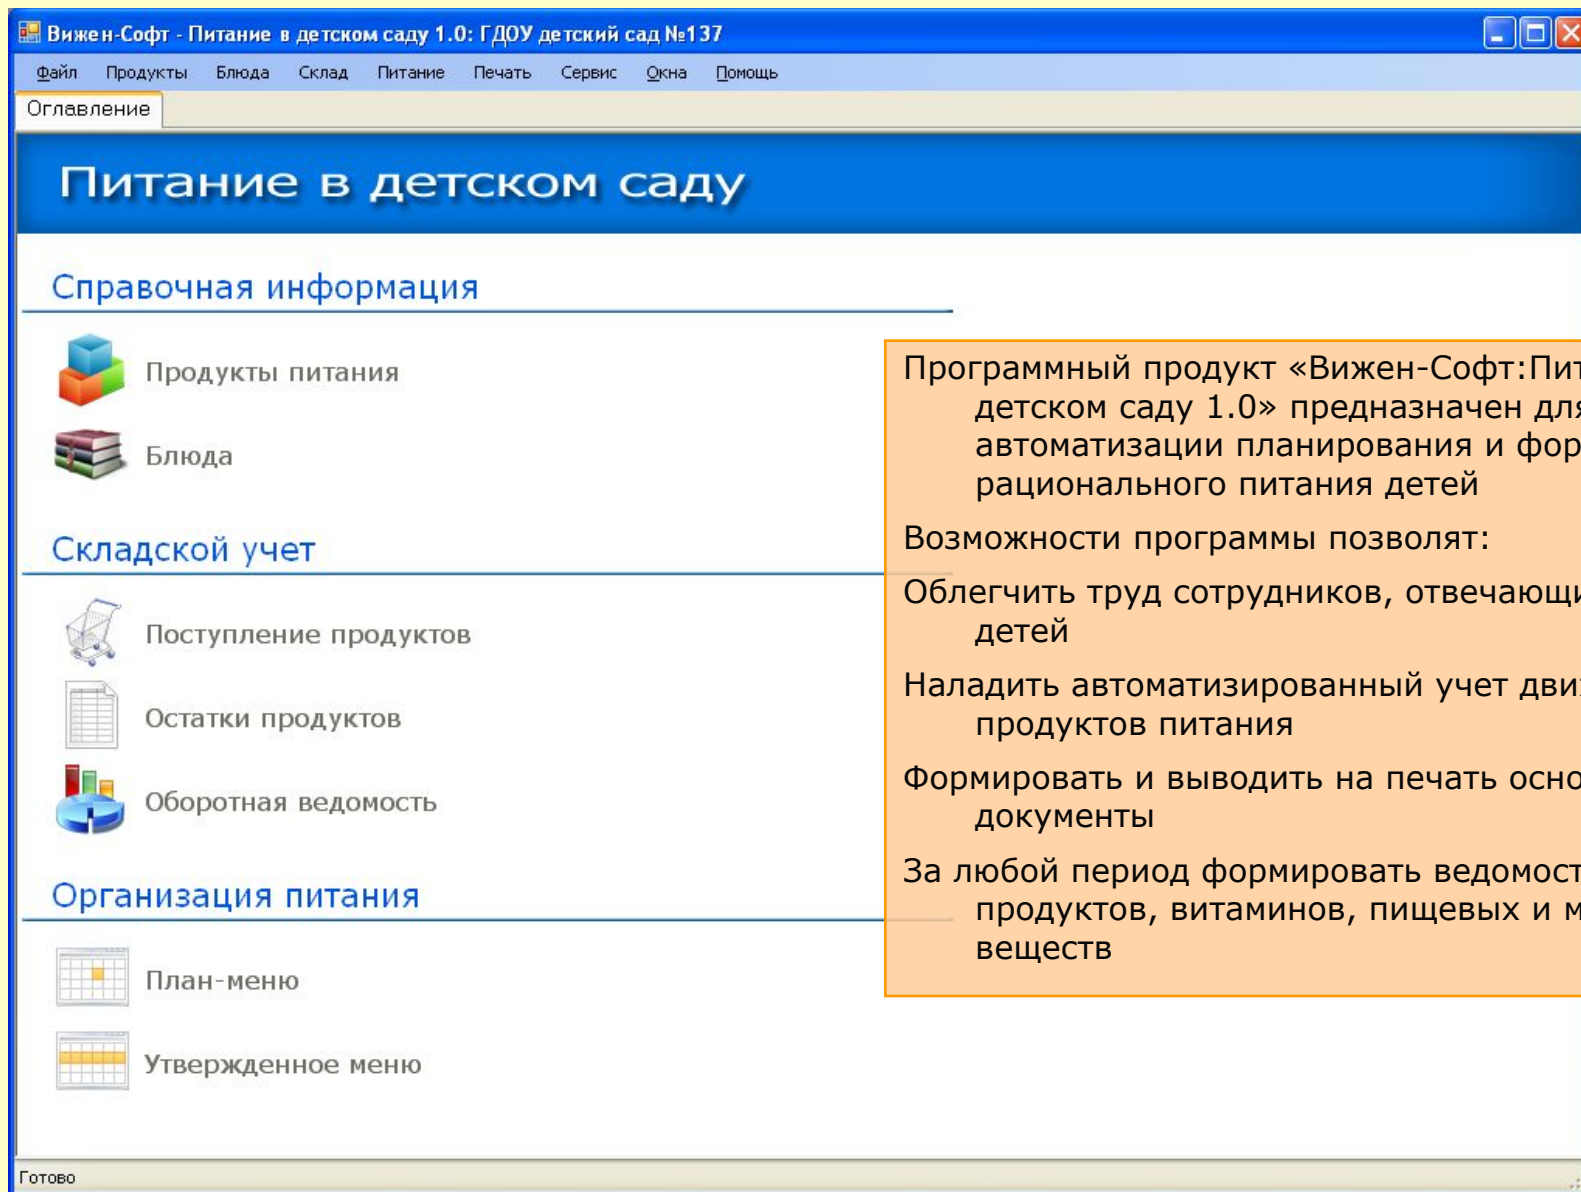 Вижен-Софт - Питание в детском саду 1.0: ГДОУ детский сад №137
Файл Продукты Блюда Склад Питание Печать Сервис Окна Помощь
Оглавление
Питание в детском саду
Справочная информация
Продукты питания
Блюда
Складской учет
Поступление продуктов
Остатки продуктов
Оборотная ведомость
Организация питания
План-меню
Утвержденное меню
Программный продукт «Вижен-Софт:Пит
детском саду 1.0» предназначен для
автоматизации планирования и фор
рационального питания детей
Возможности программы позволят:
Облегчить труд сотрудников, отвечающи
детей
Наладить автоматизированный учет дви
продуктов питания
Формировать и выводить на печать осно
документы
За любой период формировать ведомост
продуктов, витаминов, пищевых и м
веществ
Готово